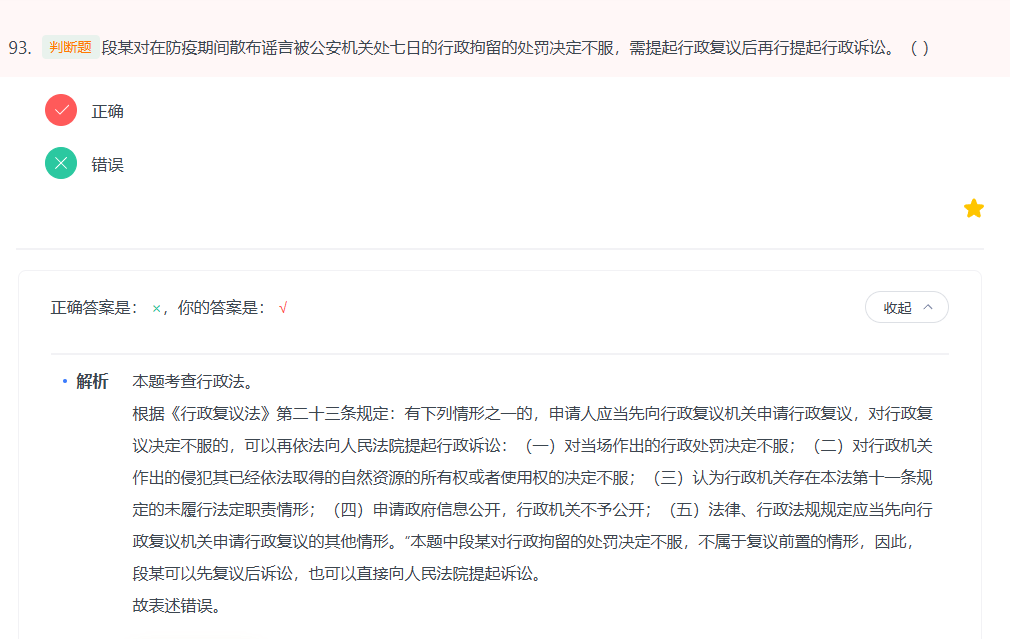 93. 判断题 段某对在防疫期间散布谣言被公安机关处七日的行政拘留的处罚决定不服，需提起行政复议后再行提起行政诉讼。（ ）
正确
错误
正确答案是： ×，你的答案是： √
收起
• 解析 本题考查行政法。
根据《行政复议法》第二十三条规定：有下列情形之一的，申请人应当先向行政复议机关申请行政复议，对行政复
议决定不服的，可以再依法向人民法院提起行政诉讼：（一）对当场作出的行政处罚决定不服；（二）对行政机关
作出的侵犯其已经依法取得的自然资源的所有权或者使用权的决定不服；（三）认为行政机关存在本法第十一条规
定的未履行法定职责情形；（四）申请政府信息公开，行政机关不予公开；（五）法律、行政法规规定应当先向行
政复议机关申请行政复议的其他情形。”本题中段某对行政拘留的处罚决定不服，不属于复议前置的情形，因此，
段某可以先复议后诉讼，也可以直接向人民法院提起诉讼。
故表述错误。